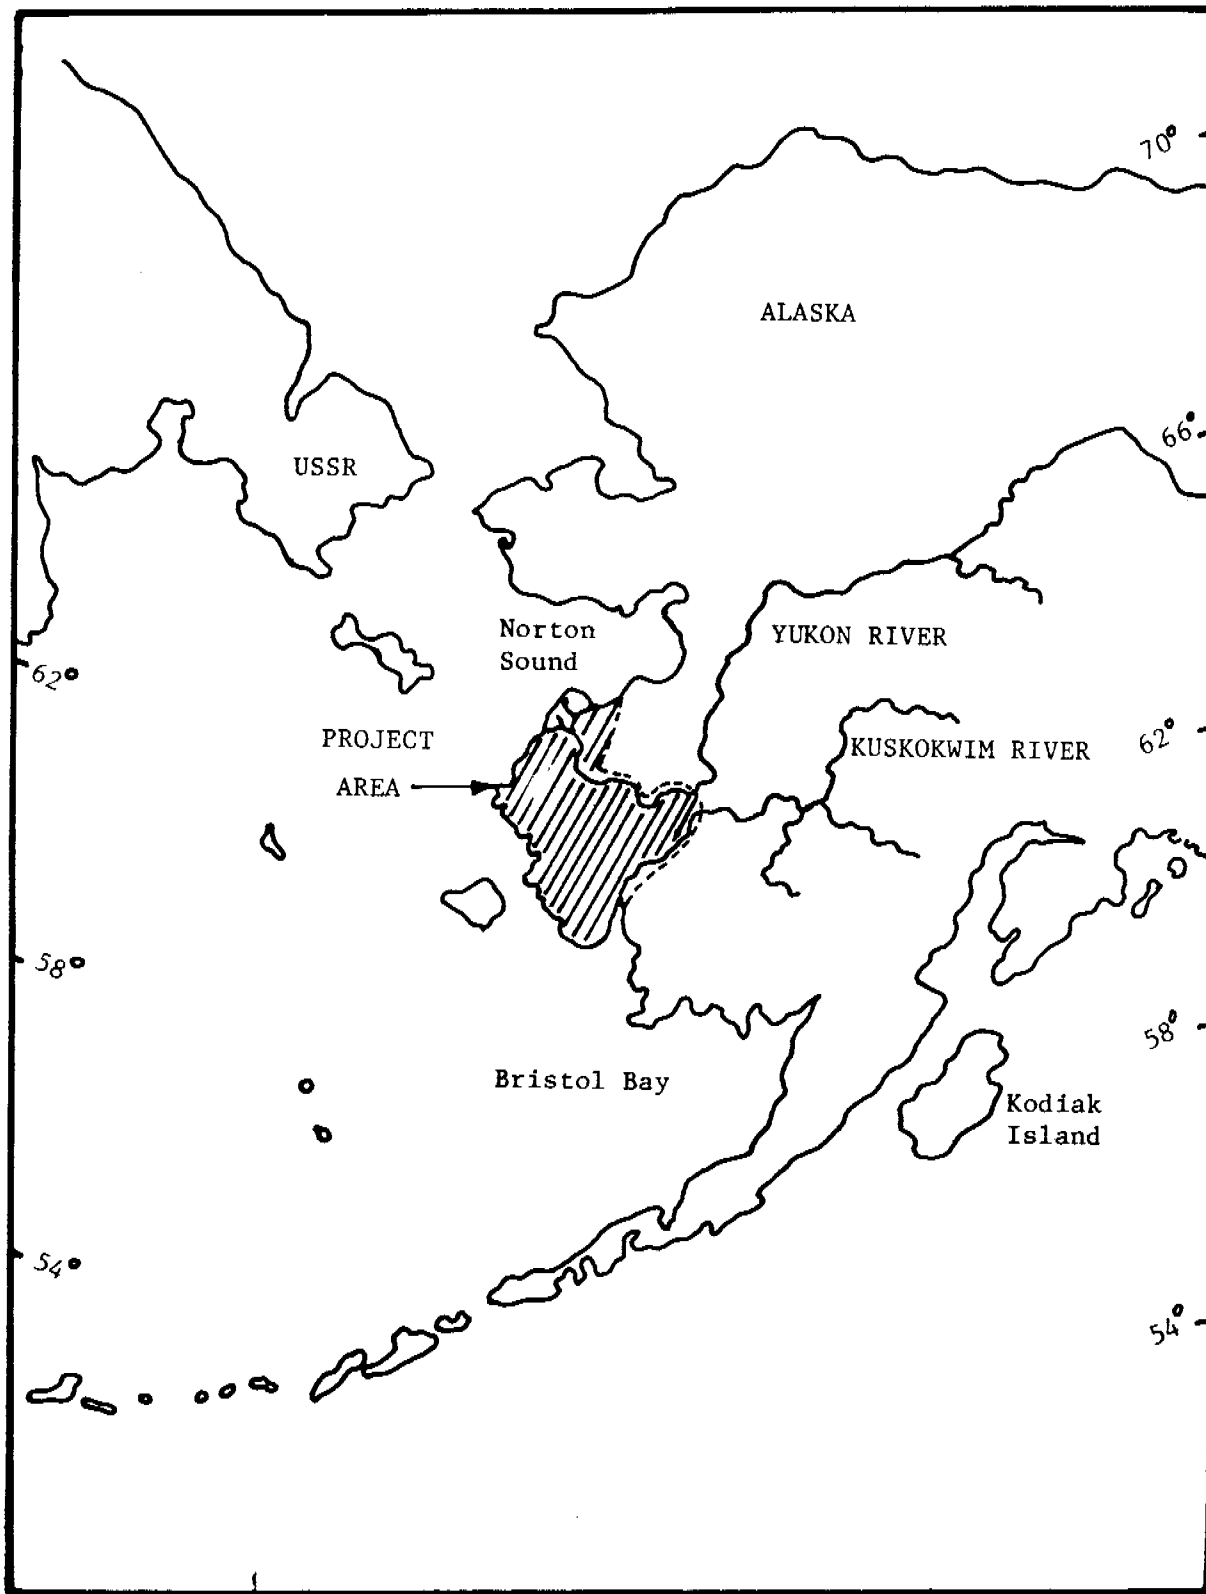 70°
ALASKA
66°
USSR
Norton
Sound
YUKON RIVER
62°
PROJECT
AREA
KUSKOKWIM RIVER
62°
58°
58°
Bristol Bay
Kodiak
Island
54°
54°